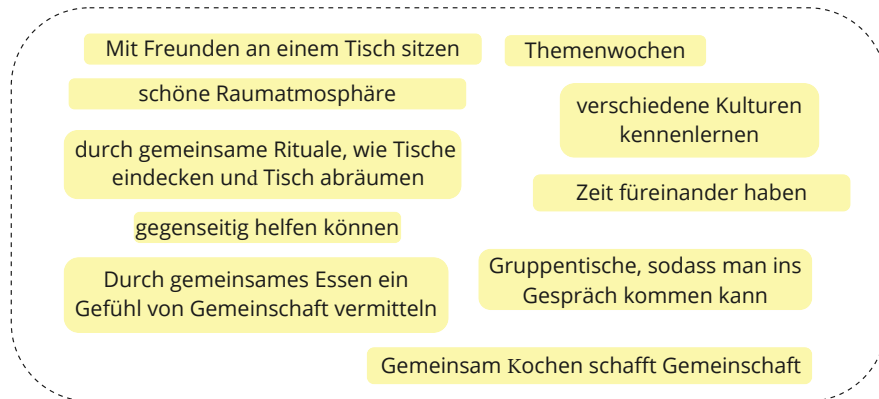 Mit Freunden an einem Tisch sitzen
Themenwochen
schöne Raumatmosphäre
verschiedene Kulturen
kennenlernen
durch gemeinsame Rituale, wie Tische
eindecken und Tisch abräumen
Zeit füreinander haben
gegenseitig helfen können
Gruppentische, sodass man ins
Gespräch kommen kann
Durch gemeinsames Essen ein
Gefühl von Gemeinschaft vermitteln
Gemeinsam Kochen schafft Gemeinschaft